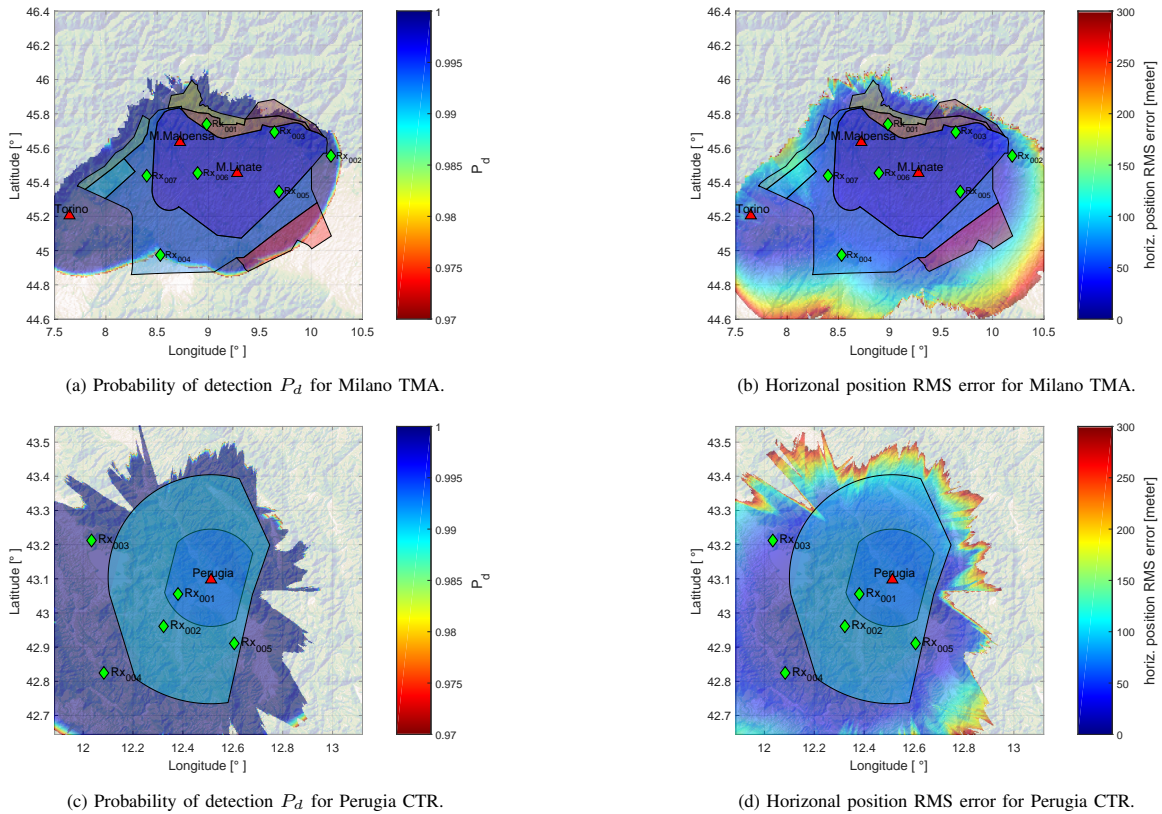 46.4
46.2
46
45.8
45.6
45.4
45.2
45
44.8
44.6
Latitude [ ° ]
7.5 8 8.5 9 9.5 10 10.5
Longitude [ ° ]
M.Malpensa
M.Linate
Torino
Rx001
Rx003
Rx002
Rx007
Rx006
Rx005
Rx004
1
0.995
0.99
0.985
0.98
0.975
0.97
Pd
(a) Probability of detection Pd for Milano TMA.
46.4
46.2
46
45.8
45.6
45.4
45.2
45
44.8
44.6
Latitude [ ° ]
7.5 8 8.5 9 9.5 10 10.5
Longitude [ ° ]
M.Malpensa
M.Linate
Torino
Rx001
Rx003
Rx002
Rx007
Rx006
Rx005
Rx004
300
250
200
150
100
50
0
horiz. position RMS error [meter]
(b) Horizonal position RMS error for Milano TMA.
43.5
43.4
43.3
43.2
43.1
43
42.9
42.8
42.7
Latitude [ ° ]
12 12.2 12.4 12.6 12.8 13
Longitude [ ° ]
Rx003
Perugia
Rx001
Rx002
Rx005
Rx004
1
0.995
0.99
0.985
0.98
0.975
0.97
Pd
(c) Probability of detection Pd for Perugia CTR.
43.5
43.4
43.3
43.2
43.1
43
42.9
42.8
42.7
Latitude [ ° ]
12 12.2 12.4 12.6 12.8 13
Longitude [ ° ]
Rx003
Perugia
Rx001
Rx002
Rx005
Rx004
300
250
200
150
100
50
0
horiz. position RMS error [meter]
(d) Horizonal position RMS error for Perugia CTR.